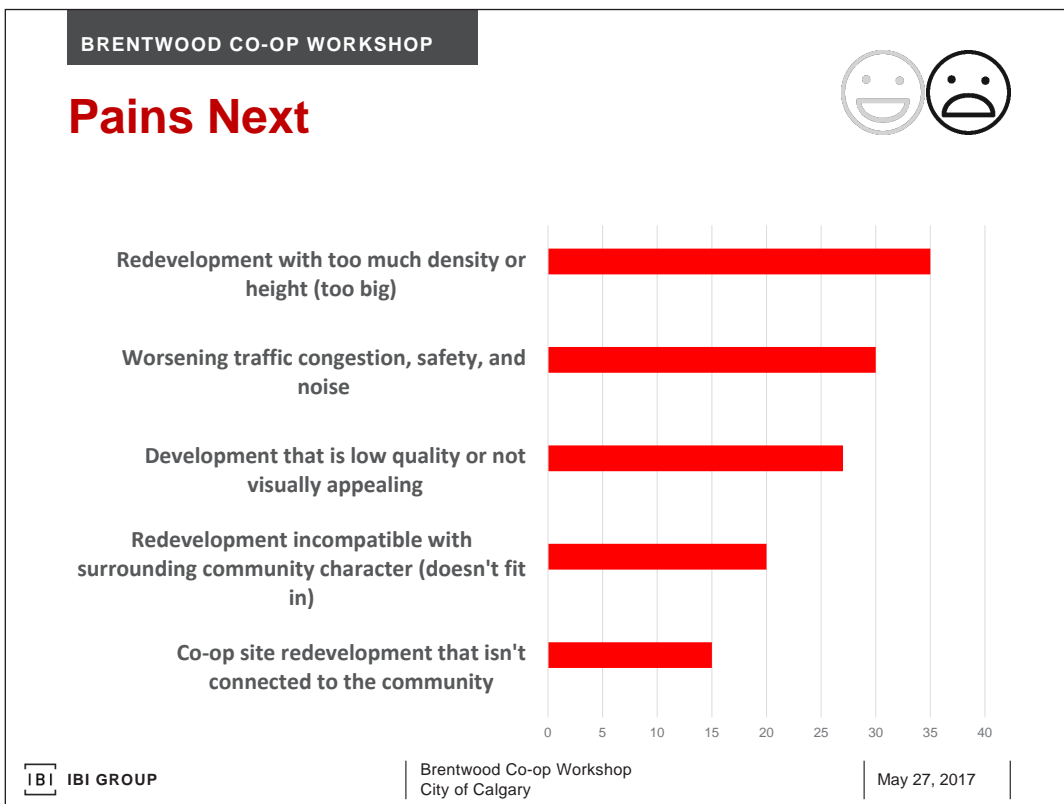 BRENTWOOD CO-OP WORKSHOP
Pains Next
Redevelopment with too much density or
height (too big)
Worsening traffic congestion, safety, and
noise
Development that is low quality or not
visually appealing
Redevelopment incompatible with
surrounding community character (doesn't fit
in)
Co-op site redevelopment that isn't
connected to the community
0 5 10 15 20 25 30 35 40
IBI IBI GROUP
Brentwood Co-op Workshop
City of Calgary
May 27, 2017